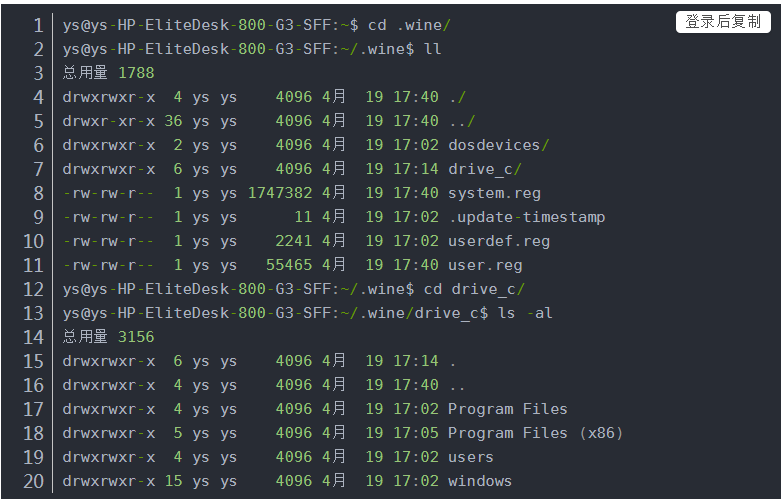 登录后复制
1 ys@ys-HP-EliteDesk-800-G3-SFF:~$ cd .wine/
2 ys@ys-HP-EliteDesk-800-G3-SFF:~/.wine$ ll
3 总用量 1788
4 drwxrwxr-x  4 ys ys    4096 4月  19 17:40 ./
5 drwxr-xr-x 36 ys ys    4096 4月  19 17:40 ../
6 drwxrwxr-x  2 ys ys    4096 4月  19 17:02 dosdevices/
7 drwxrwxr-x  6 ys ys    4096 4月  19 17:14 drive_c/
8 -rw-rw-r--  1 ys ys 1747382 4月  19 17:40 system.reg
9 -rw-rw-r--  1 ys ys      11 4月  19 17:02 .update-timestamp
10 -rw-rw-r--  1 ys ys    2241 4月  19 17:02 userdef.reg
11 -rw-rw-r--  1 ys ys   55465 4月  19 17:40 user.reg
12 ys@ys-HP-EliteDesk-800-G3-SFF:~/.wine$ cd drive_c/
13 ys@ys-HP-EliteDesk-800-G3-SFF:~/.wine/drive_c$ ls -al
14 总用量 3156
15 drwxrwxr-x  6 ys ys    4096 4月  19 17:14 .
16 drwxrwxr-x  4 ys ys    4096 4月  19 17:40 ..
17 drwxrwxr-x  4 ys ys    4096 4月  19 17:02 Program Files
18 drwxrwxr-x  5 ys ys    4096 4月  19 17:05 Program Files (x86)
19 drwxrwxr-x  4 ys ys    4096 4月  19 17:02 users
20 drwxrwxr-x 15 ys ys    4096 4月  19 17:02 windows